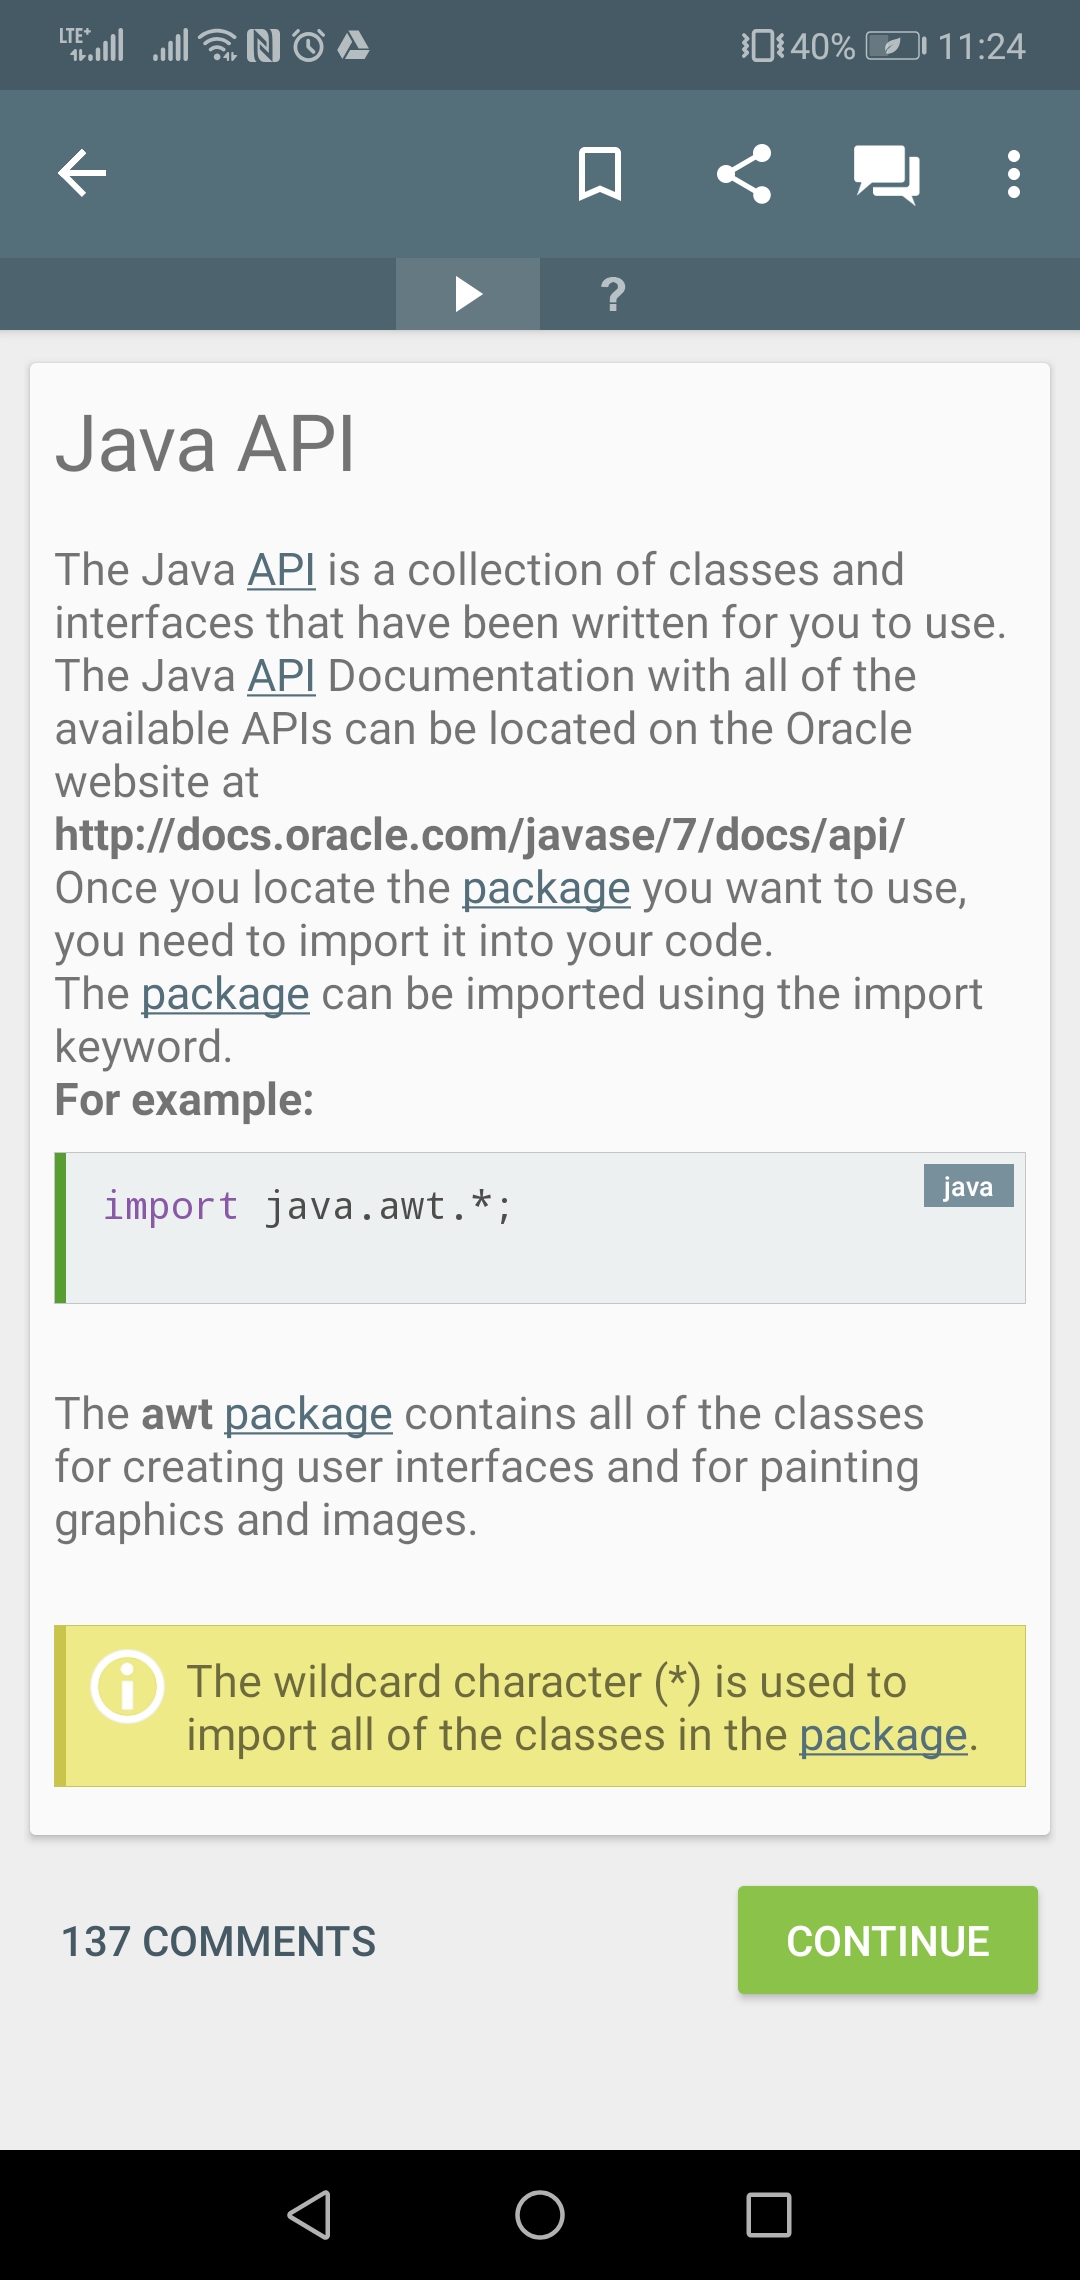 LTE+ 40% 11:24
?
Java API
The Java API is a collection of classes and
interfaces that have been written for you to use.
The Java API Documentation with all of the
available APIs can be located on the Oracle
website at
http://docs.oracle.com/javase/7/docs/api/
Once you locate the package you want to use,
you need to import it into your code.
The package can be imported using the import
keyword.
For example:
import java.awt.*;
java
The awt package contains all of the classes
for creating user interfaces and for painting
graphics and images.
The wildcard character (*) is used to
import all of the classes in the package.
137 COMMENTS
CONTINUE